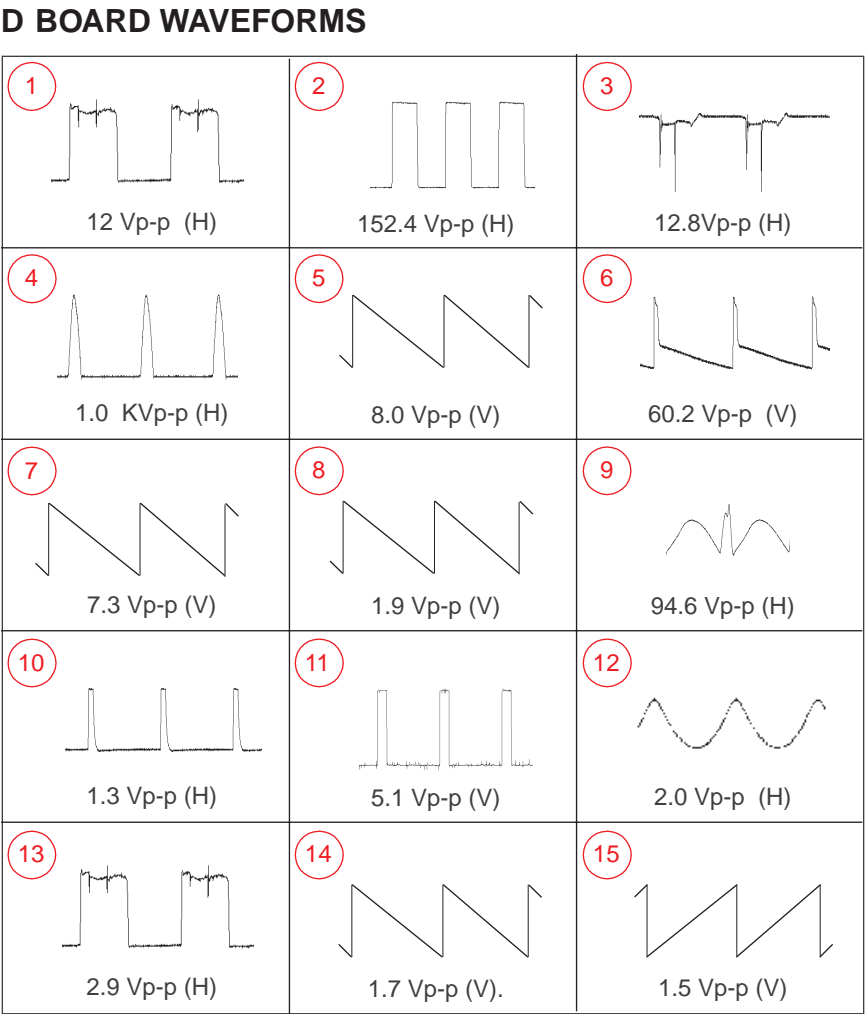 D BOARD WAVEFORMS
1 2 3
12 Vp-p (H) 152.4 Vp-p (H) 12.8Vp-p (H)
4 5 6
1.0 KVp-p (H) 8.0 Vp-p (V) 60.2 Vp-p (V)
7 8 9
7.3 Vp-p (V) 1.9 Vp-p (V) 94.6 Vp-p (H)
10 11 12
1.3 Vp-p (H) 5.1 Vp-p (V) 2.0 Vp-p (H)
13 14 15
2.9 Vp-p (H) 1.7 Vp-p (V). 1.5 Vp-p (V)